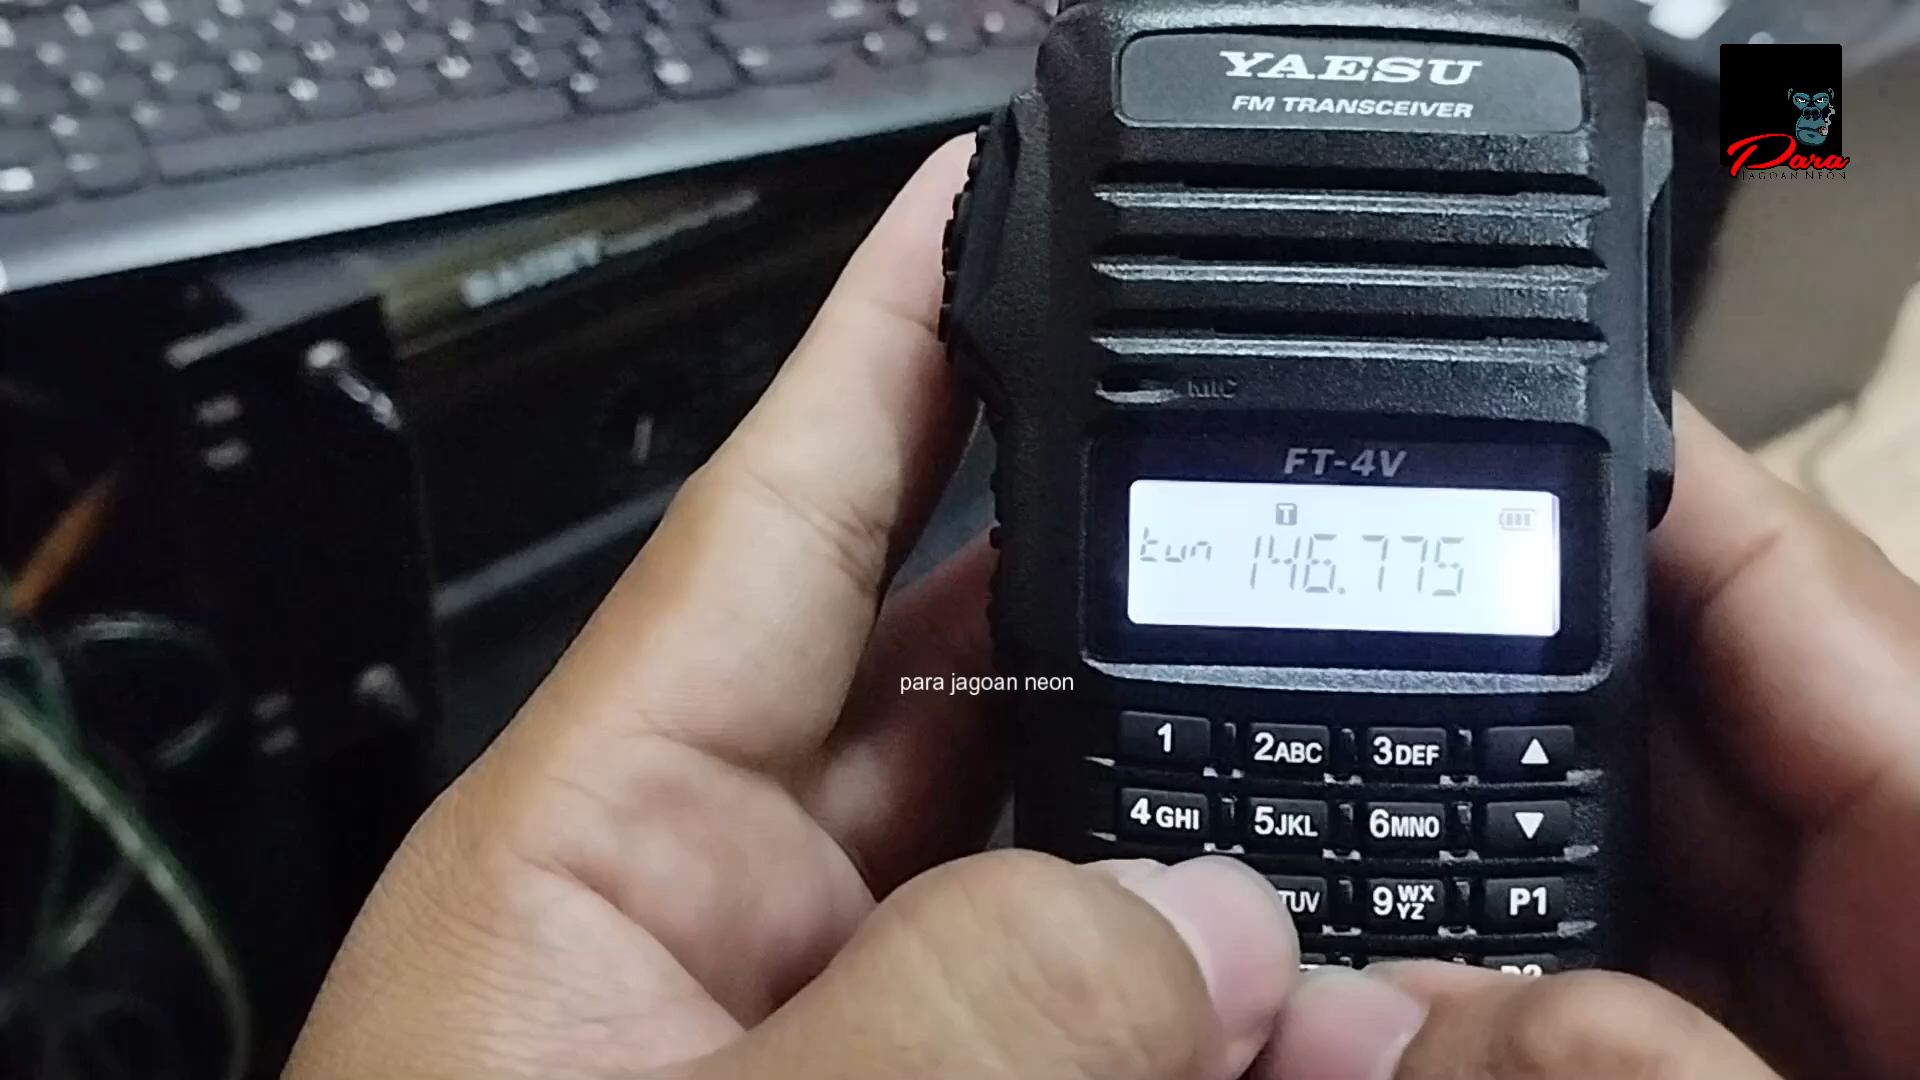 YAESU
FM TRANSCEIVER
Para
JAGOAN NEON
MIC
FT-4V
T
tun 146.775
para jagoan neon
1 2ABC 3DEF ▲
4GHI 5JKL 6MNO ▼
TUV 9WXYZ P1
P2